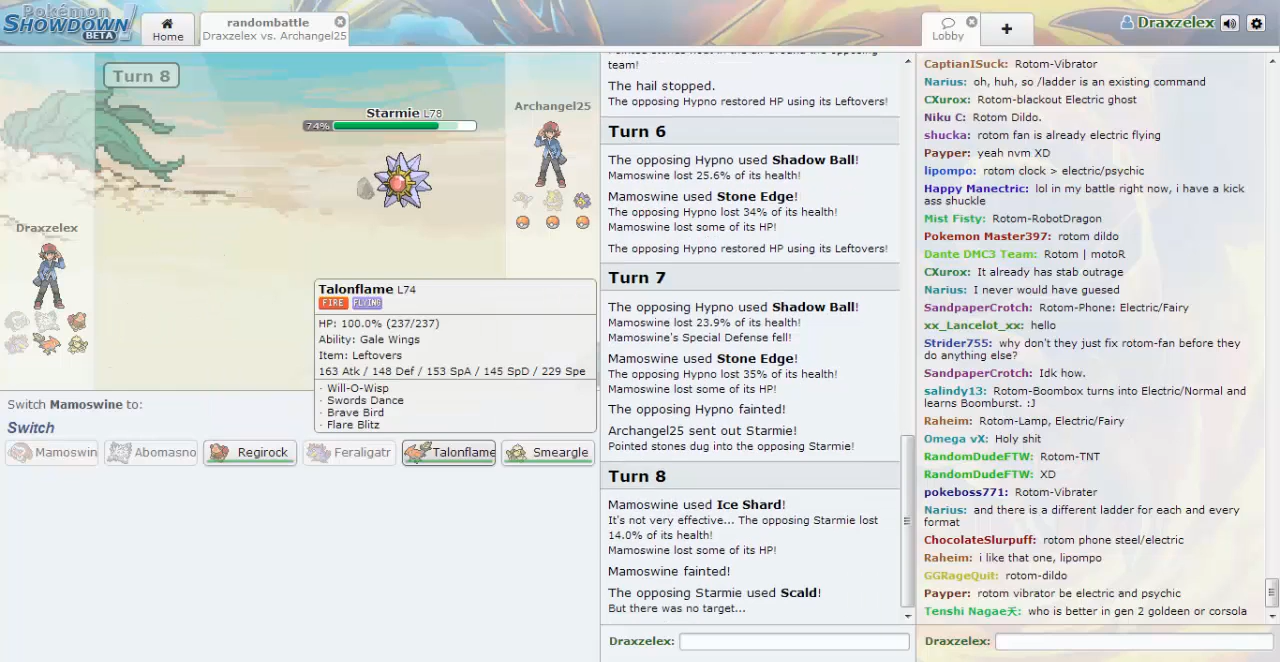 Pokémon
SHOWDOWN!
BETA
Home
randombattle
Draxzelex vs. Archangel25
Lobby
Draxzelex
Turn 8
Starmie L78
74%
Archangel25
Draxzelex
Talonflame L74
FIRE FLYING
HP: 100.0% (237/237)
Ability: Gale Wings
Item: Leftovers
163 Atk / 148 Def / 153 SpA / 145 SpD / 229 Spe
· Will-O-Wisp
· Swords Dance
· Brave Bird
· Flare Blitz
Switch Mamoswine to:
Switch
Mamoswin
Abomasno
Regirock
Feraligatr
Talonflame
Smeargle
team!
The hail stopped.
The opposing Hypno restored HP using its Leftovers!
Turn 6
The opposing Hypno used Shadow Ball!
Mamoswine lost 25.6% of its health!
Mamoswine used Stone Edge!
The opposing Hypno lost 34% of its health!
Mamoswine lost some of its HP!
The opposing Hypno restored HP using its Leftovers!
Turn 7
The opposing Hypno used Shadow Ball!
Mamoswine lost 23.9% of its health!
Mamoswine's Special Defense fell!
Mamoswine used Stone Edge!
The opposing Hypno lost 35% of its health!
Mamoswine lost some of its HP!
The opposing Hypno fainted!
Archangel25 sent out Starmie!
Pointed stones dug into the opposing Starmie!
Turn 8
Mamoswine used Ice Shard!
It's not very effective... The opposing Starmie lost
14.0% of its health!
Mamoswine lost some of its HP!
Mamoswine fainted!
The opposing Starmie used Scald!
But there was no target...
Draxzelex:
CaptianISuck: Rotom-Vibrator
Narius: oh, huh, so /ladder is an existing command
CXurox: Rotom-blackout Electric ghost
Niku C: Rotom Dildo.
shucka: rotom fan is already electric flying
Payper: yeah nvm XD
lipompo: rotom clock > electric/psychic
Happy Manectric: lol in my battle right now, i have a kick
ass shuckle
Mist Fisty: Rotom-RobotDragon
Pokemon Master397: rotom dildo
Dante DMC3 Team: Rotom | motoR
CXurox: It already has stab outrage
Narius: I never would have guesed
SandpaperCrotch: Rotom-Phone: Electric/Fairy
xx_Lancelot_xx: hello
Strider755: why don't they just fix rotom-fan before they
do anything else?
SandpaperCrotch: Idk how.
salindy13: Rotom-Boombox turns into Electric/Normal and
learns Boomburst. :J
Raheim: Rotom-Lamp, Electric/Fairy
Omega vX: Holy shit
RandomDudeFTW: Rotom-TNT
RandomDudeFTW: XD
pokeboss771: Rotom-Vibrater
Narius: and there is a different ladder for each and every
format
ChocolateSlurpuff: rotom phone steel/electric
Raheim: i like that one, lipompo
GGRageQuit: rotom-dildo
Payper: rotom vibrator be electric and psychic
Tenshi Nagae天: who is better in gen 2 goldeen or corsola
Draxzelex: